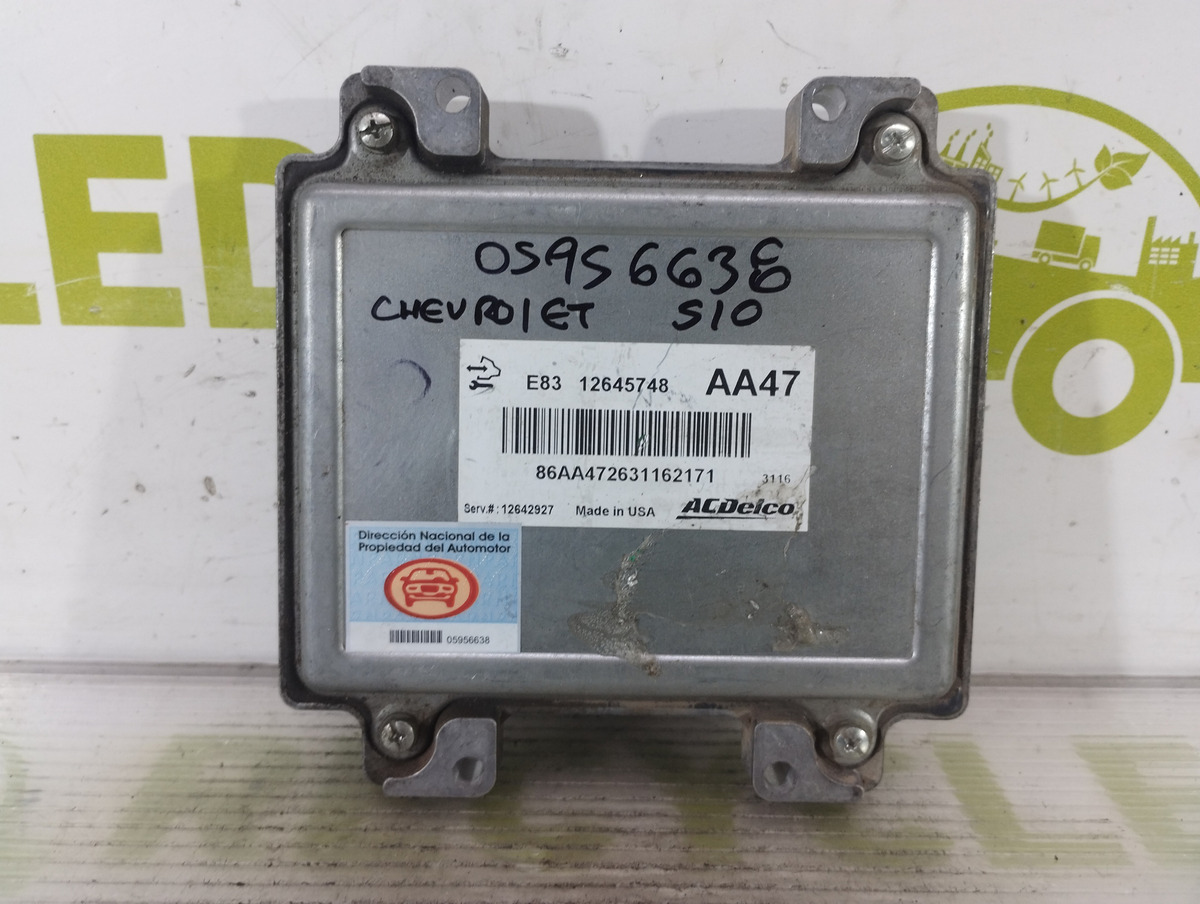 LED
05956638
CHEVROLET S10
E83 12645748 AA47
86AA472631162171
3116
Serv.#: 12642927 Made in USA ACDelco
Dirección Nacional de la
Propiedad del Automotor
05956638